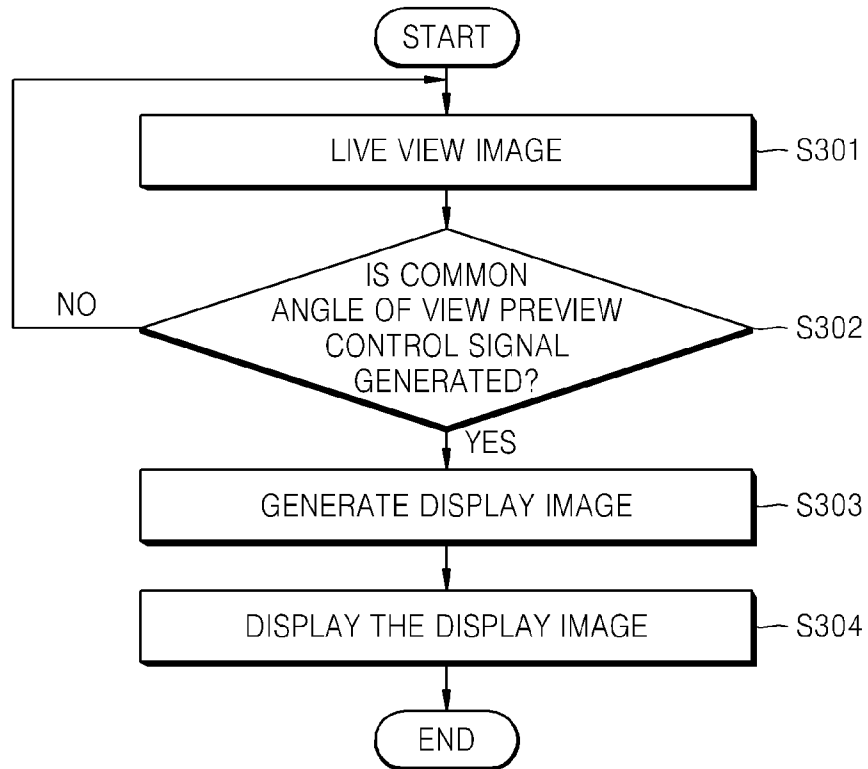 START
LIVE VIEW IMAGE
S301
IS COMMON
ANGLE OF VIEW PREVIEW
CONTROL SIGNAL
GENERATED?
S302
NO
YES
GENERATE DISPLAY IMAGE
S303
DISPLAY THE DISPLAY IMAGE
S304
END